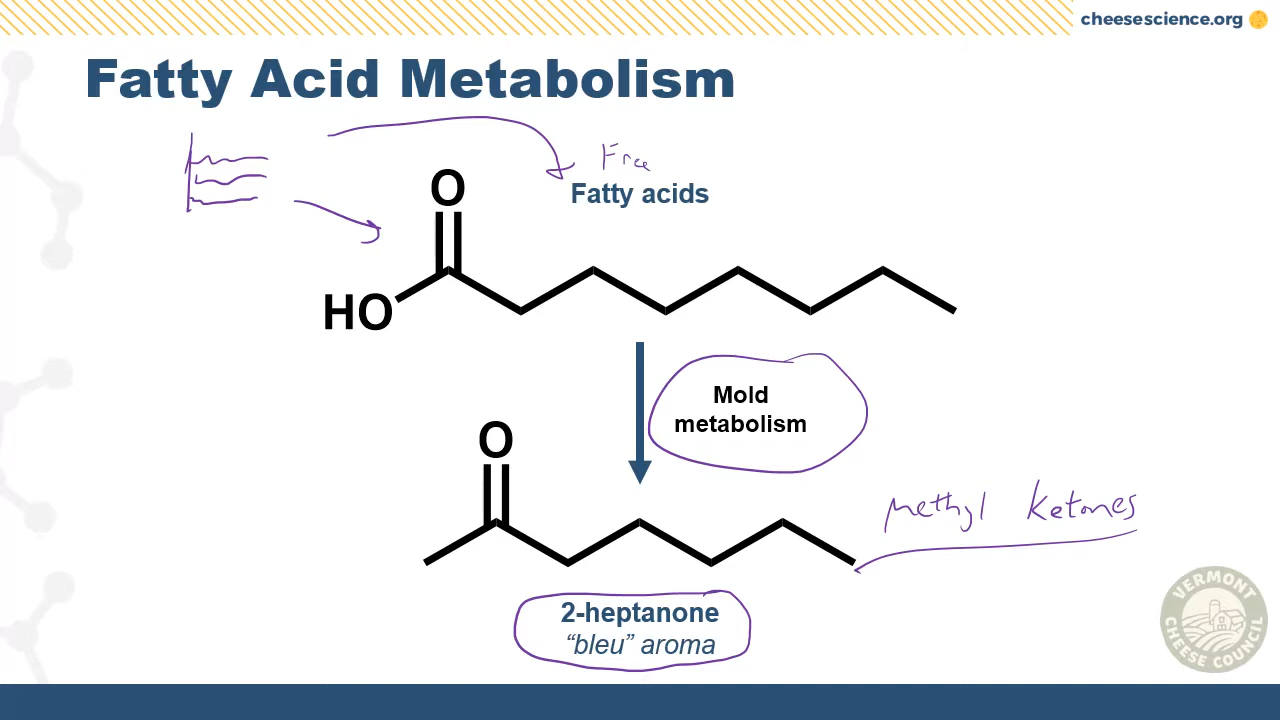 cheesescience.org
Fatty Acid Metabolism
Free
Fatty acids
O
HO
Mold
metabolism
O
methyl ketones
2-heptanone
"bleu" aroma
VERMONT
CHEESE COUNCIL